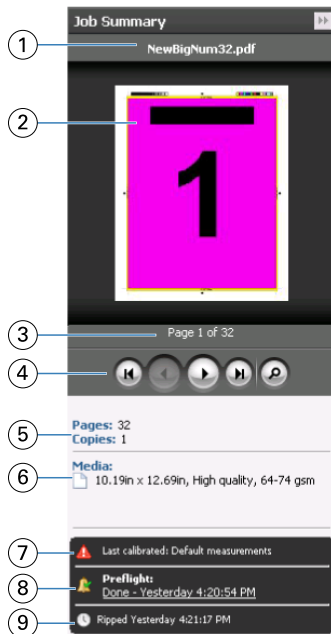 Job Summary
1
NewBigNum32.pdf
2
1
3
Page 1 of 32
4
5
Pages: 32
Copies: 1
6
Media:
10.19in x 12.69in, High quality, 64-74 gsm
7
Last calibrated: Default measurements
8
Preflight:
Done - Yesterday 4:20:54 PM
9
Ripped Yesterday 4:21:17 PM